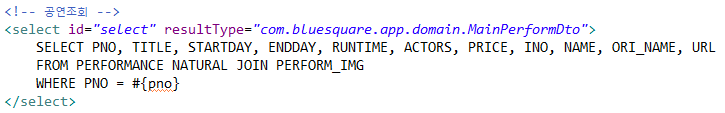 <!-- 공연조회 -->
<select id="select" resultType="com.bluesquare.app.domain.MainPerformDto">
SELECT PNO, TITLE, STARTDAY, ENDDAY, RUNTIME, ACTORS, PRICE, INO, NAME, ORI_NAME, URL
FROM PERFORMANCE NATURAL JOIN PERFORM_IMG
WHERE PNO = #{pno}
</select>